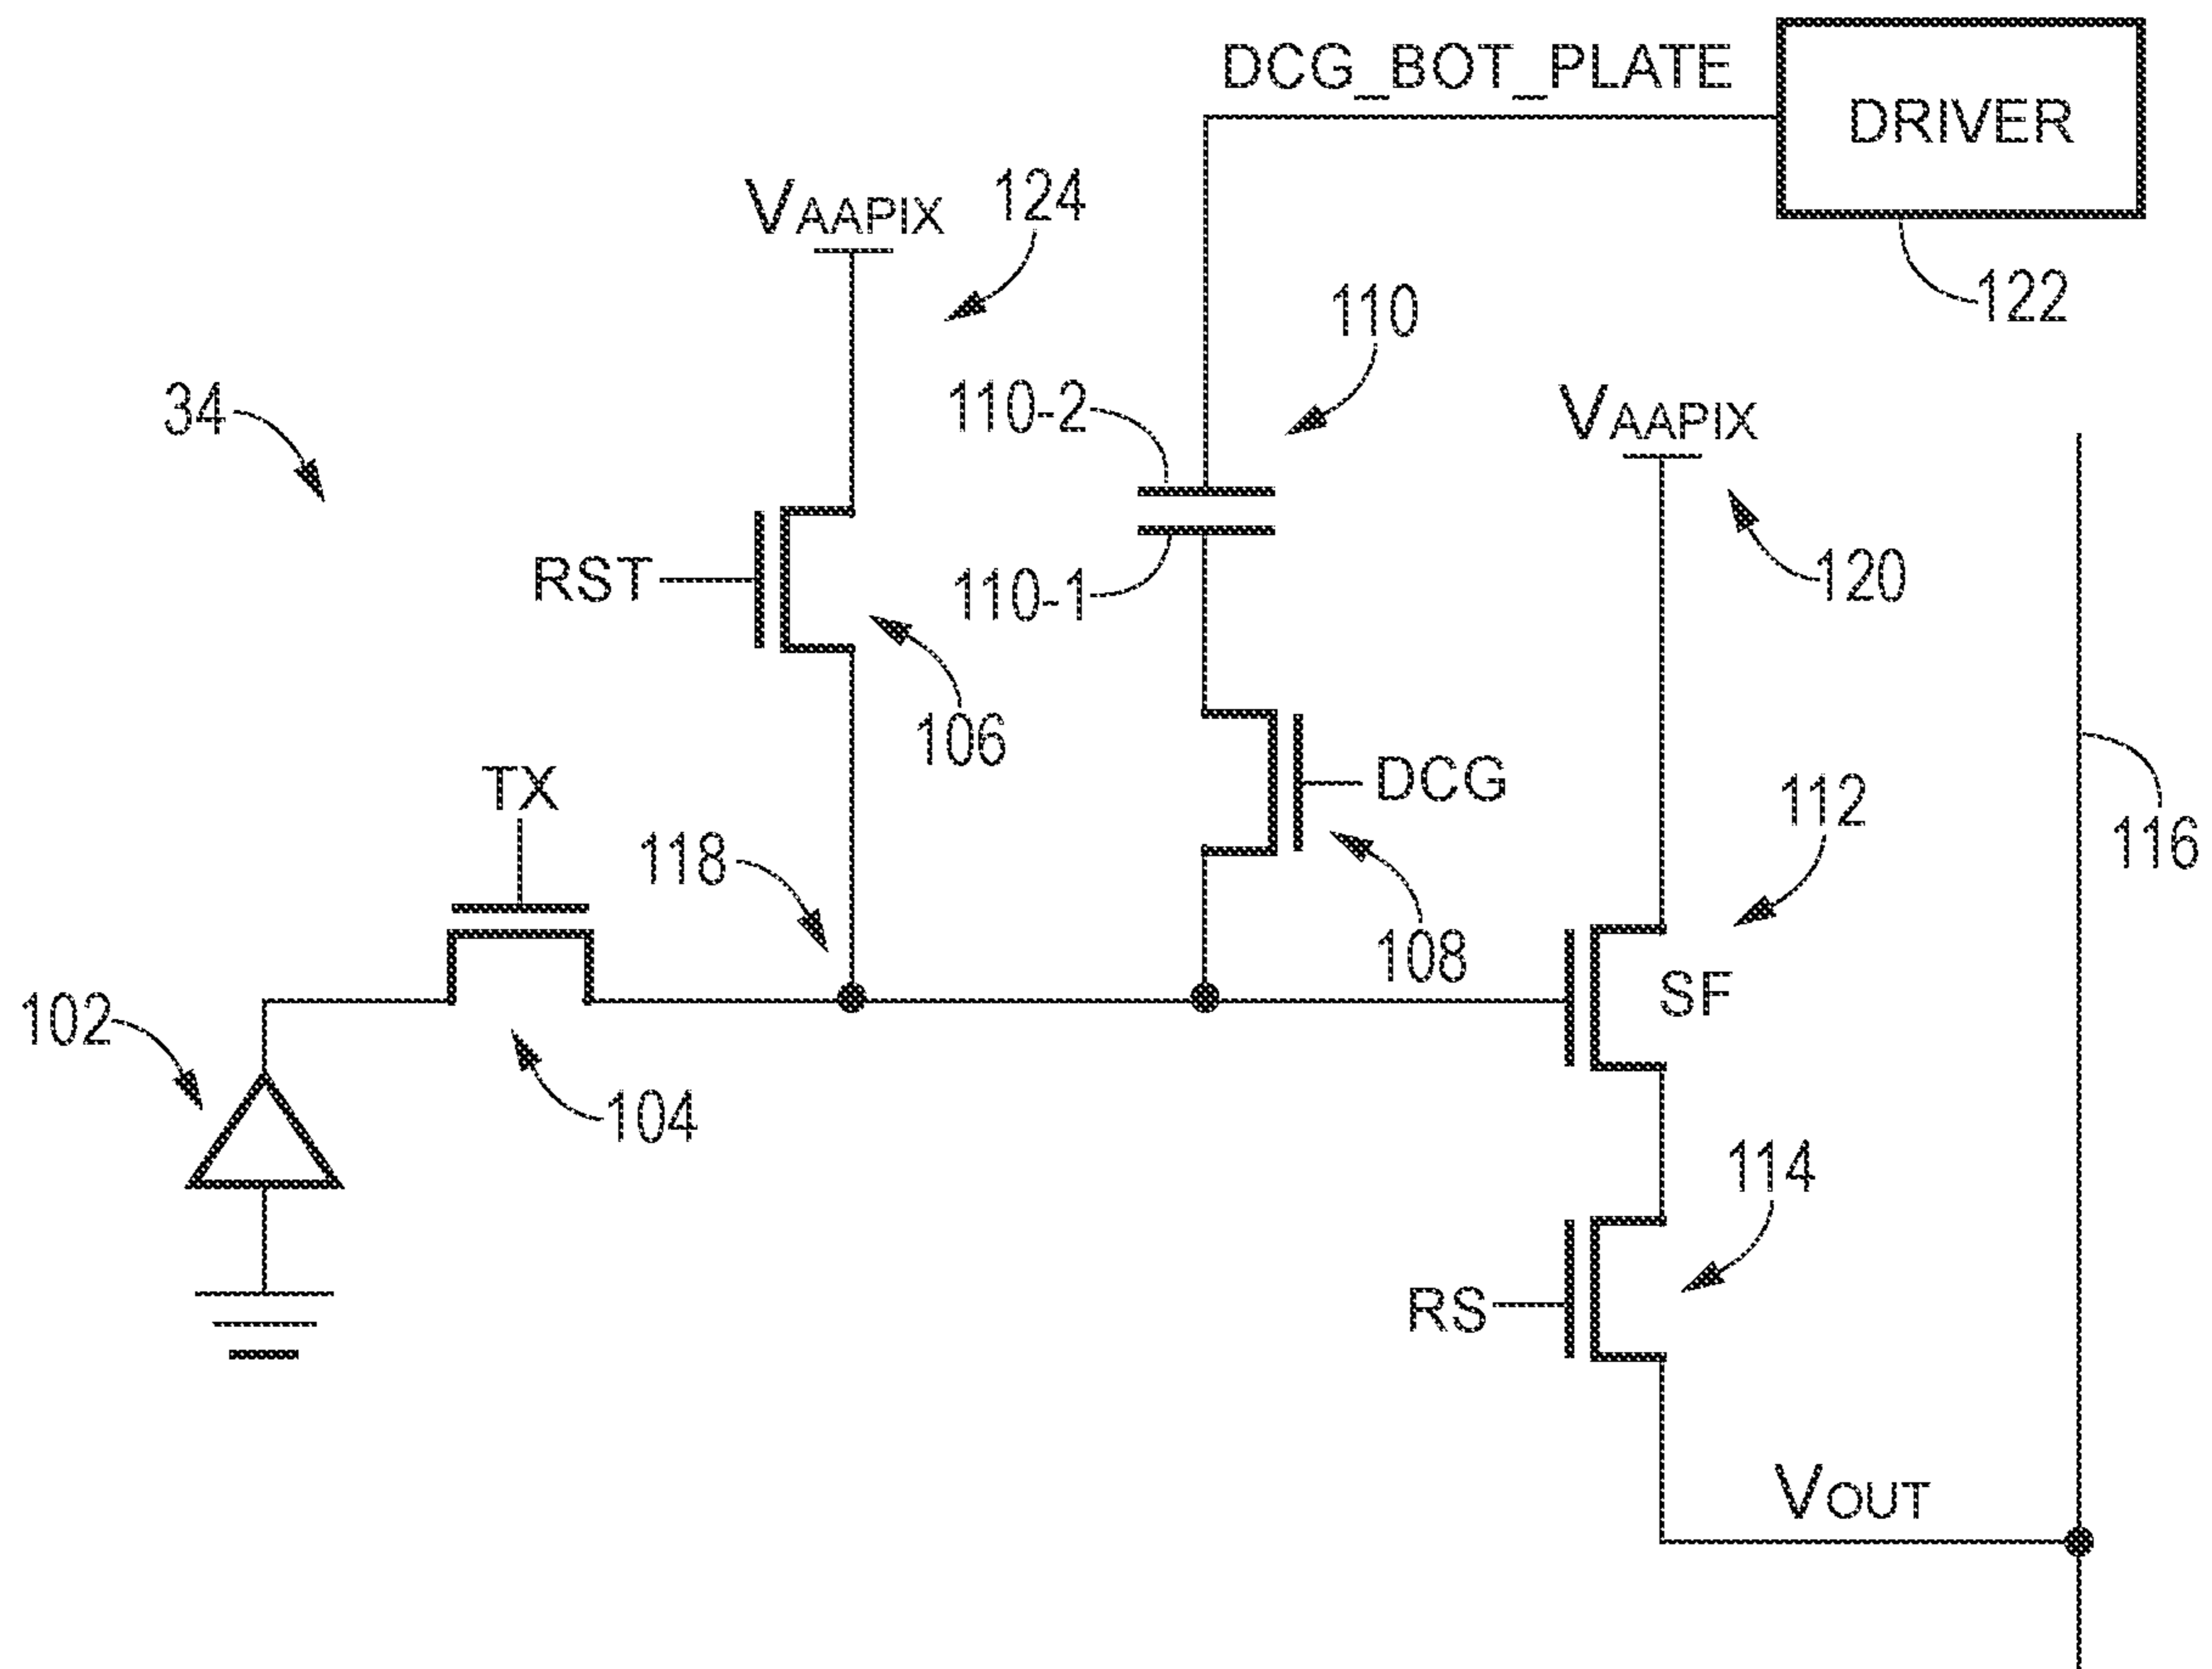 DCG_BOT_PLATE
DRIVER
122
VAAPIX
124
110
110-2
34
VAAPIX
RST
110-1
120
106
TX
DCG
112
116
118
108
SF
102
104
114
RS
VOUT